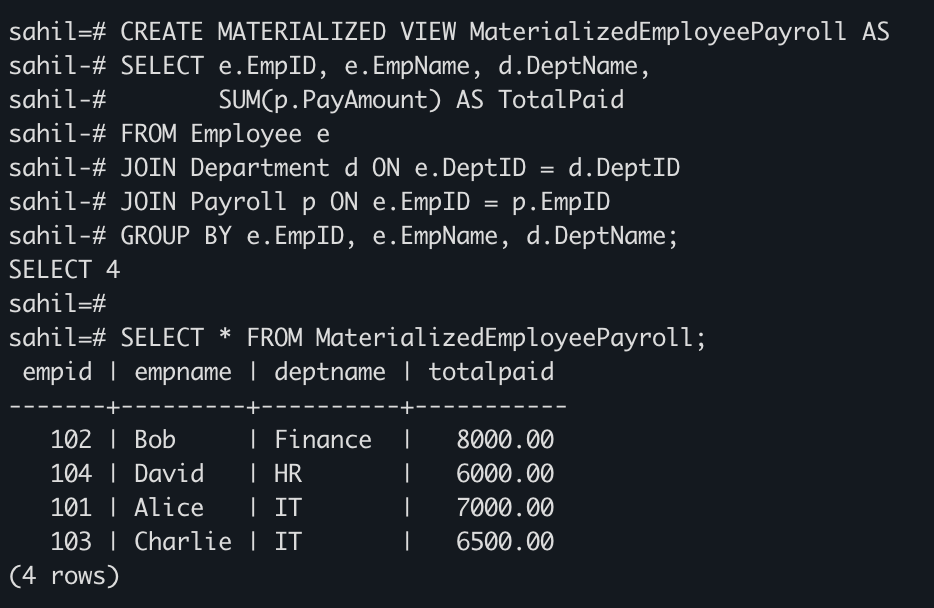 sahil=# CREATE MATERIALIZED VIEW MaterializedEmployeePayroll AS
sahil-# SELECT e.EmpID, e.EmpName, d.DeptName,
sahil-#        SUM(p.PayAmount) AS TotalPaid
sahil-# FROM Employee e
sahil-# JOIN Department d ON e.DeptID = d.DeptID
sahil-# JOIN Payroll p ON e.EmpID = p.EmpID
sahil-# GROUP BY e.EmpID, e.EmpName, d.DeptName;
SELECT 4
sahil=#
sahil=# SELECT * FROM MaterializedEmployeePayroll;
 empid | empname | deptname | totalpaid
-------+---------+----------+-----------
   102 | Bob     | Finance  |   8000.00
   104 | David   | HR       |   6000.00
   101 | Alice   | IT       |   7000.00
   103 | Charlie | IT       |   6500.00
(4 rows)